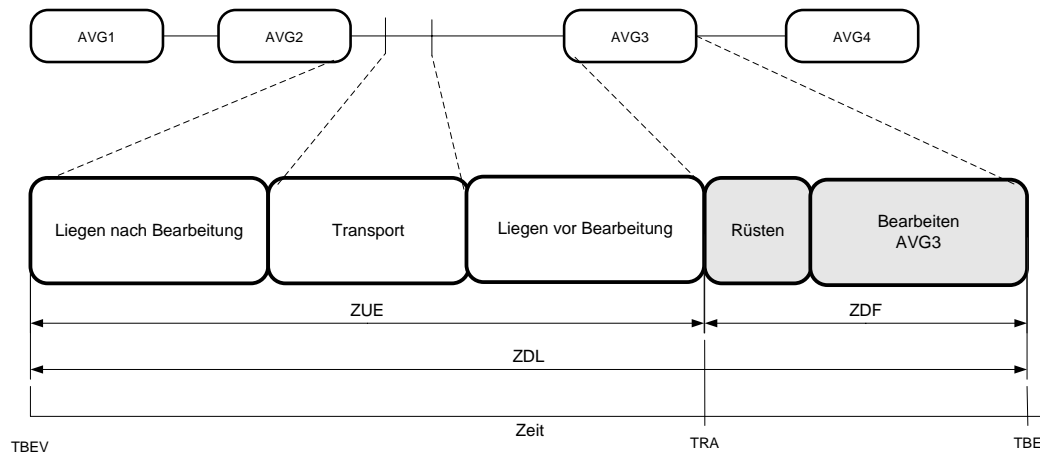 AVG1
AVG2
AVG3
AVG4
Liegen nach Bearbeitung
Transport
Liegen vor Bearbeitung
Rüsten
Bearbeiten
AVG3
ZUE
ZDF
ZDL
Zeit
TBEV
TRA
TBE